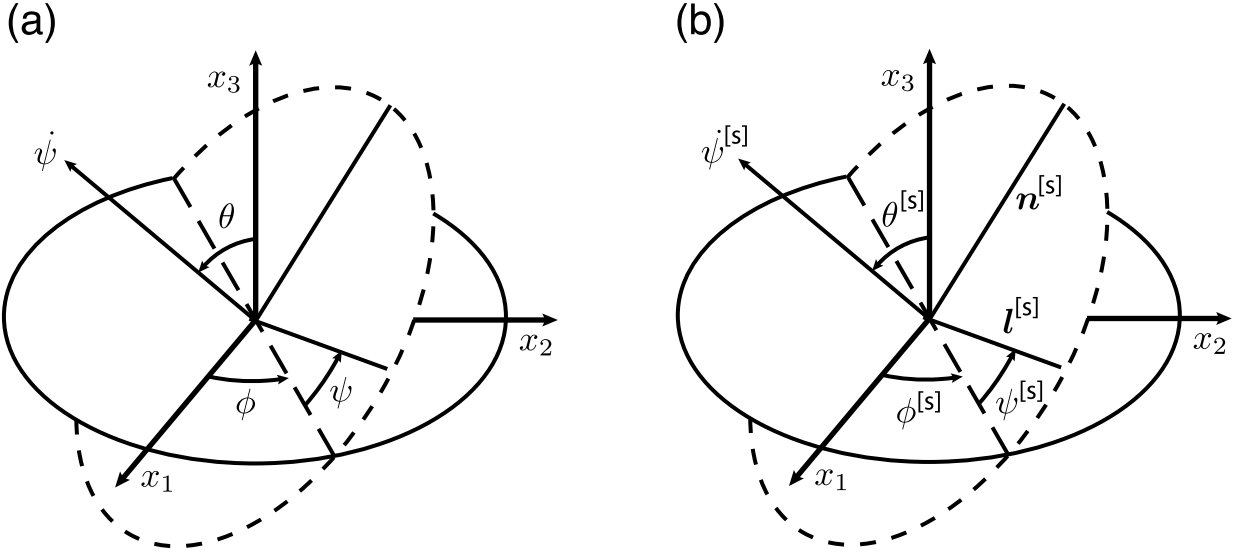 (a)
(b)
x₃
x₃
ψ̇
ψ̇[s]
θ
θ[s]
n[s]
l[s]
x₂
x₂
ϕ
ψ
ϕ[s]
ψ[s]
x₁
x₁